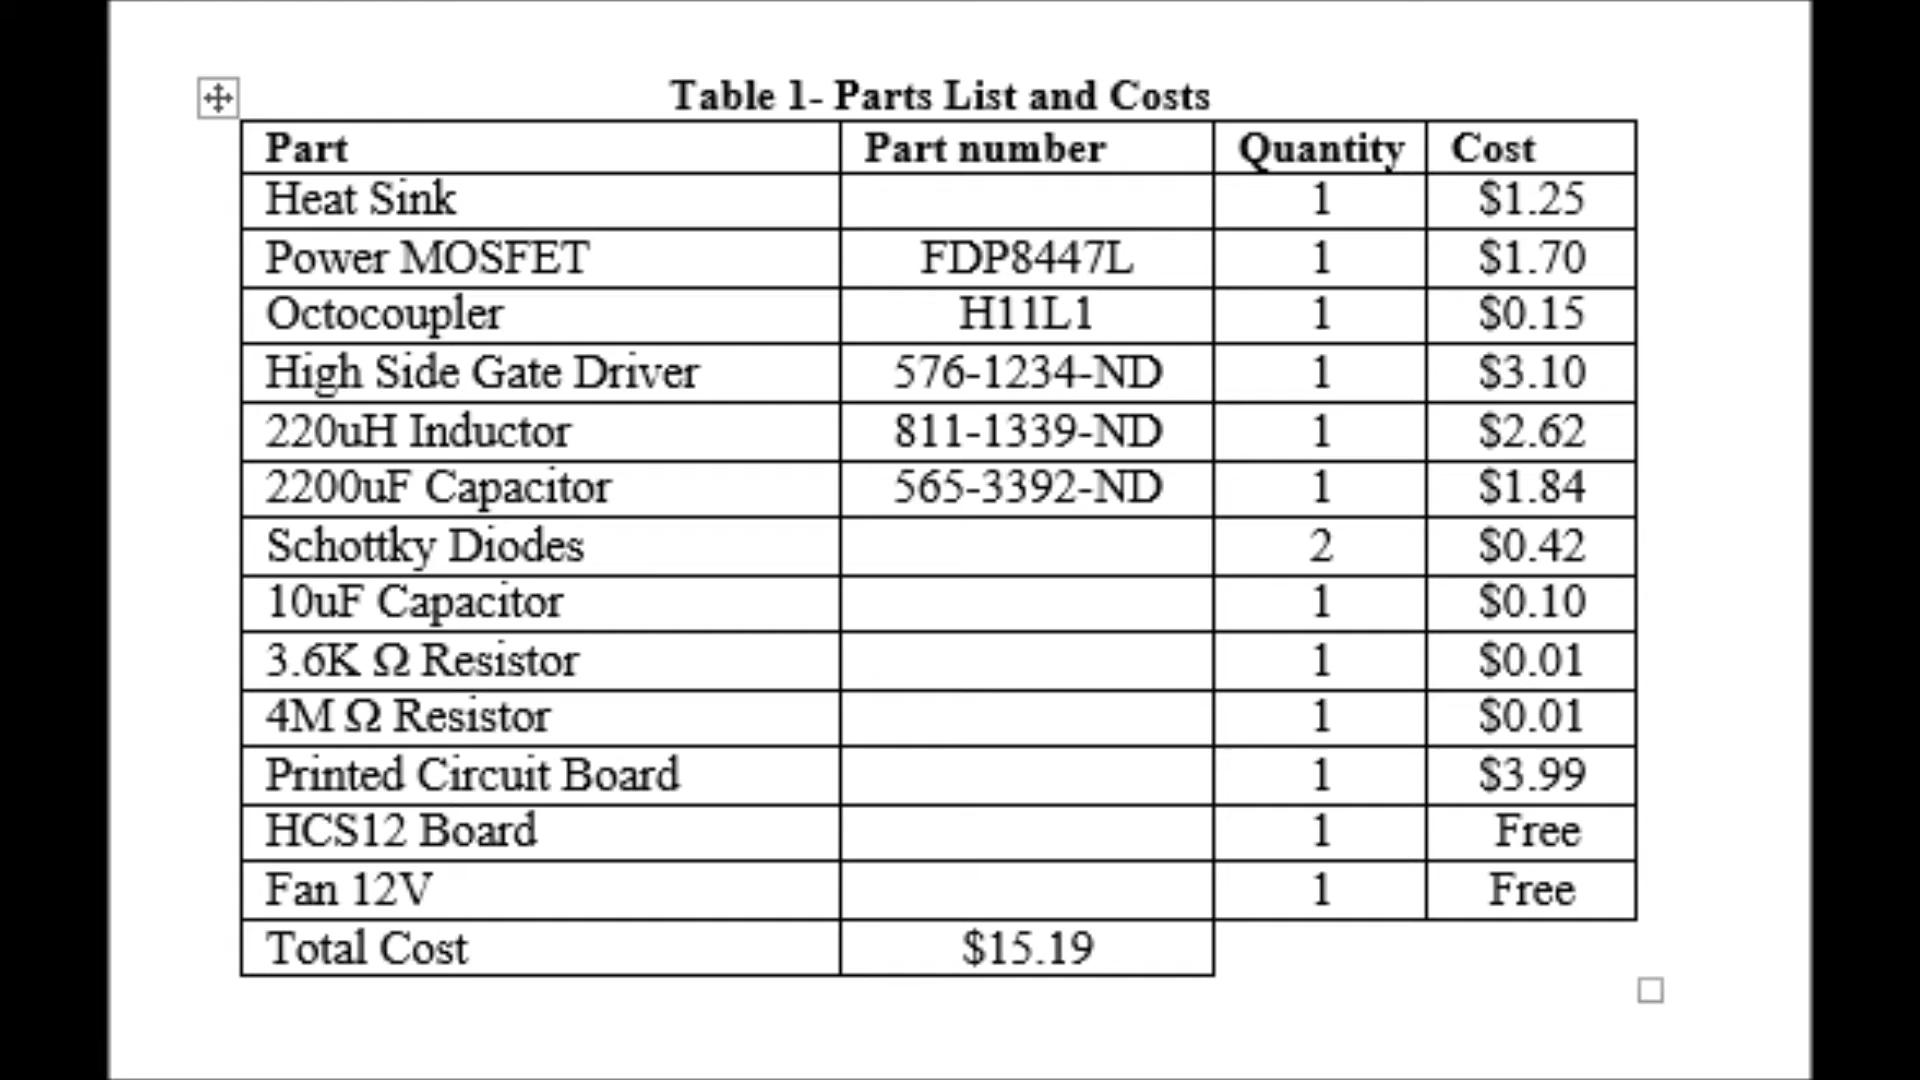 Table 1- Parts List and Costs
Part Part number Quantity Cost
Heat Sink 1 $1.25
Power MOSFET FDP8447L 1 $1.70
Octocoupler H11L1 1 $0.15
High Side Gate Driver 576-1234-ND 1 $3.10
220uH Inductor 811-1339-ND 1 $2.62
2200uF Capacitor 565-3392-ND 1 $1.84
Schottky Diodes 2 $0.42
10uF Capacitor 1 $0.10
3.6K Ω Resistor 1 $0.01
4M Ω Resistor 1 $0.01
Printed Circuit Board 1 $3.99
HCS12 Board 1 Free
Fan 12V 1 Free
Total Cost $15.19